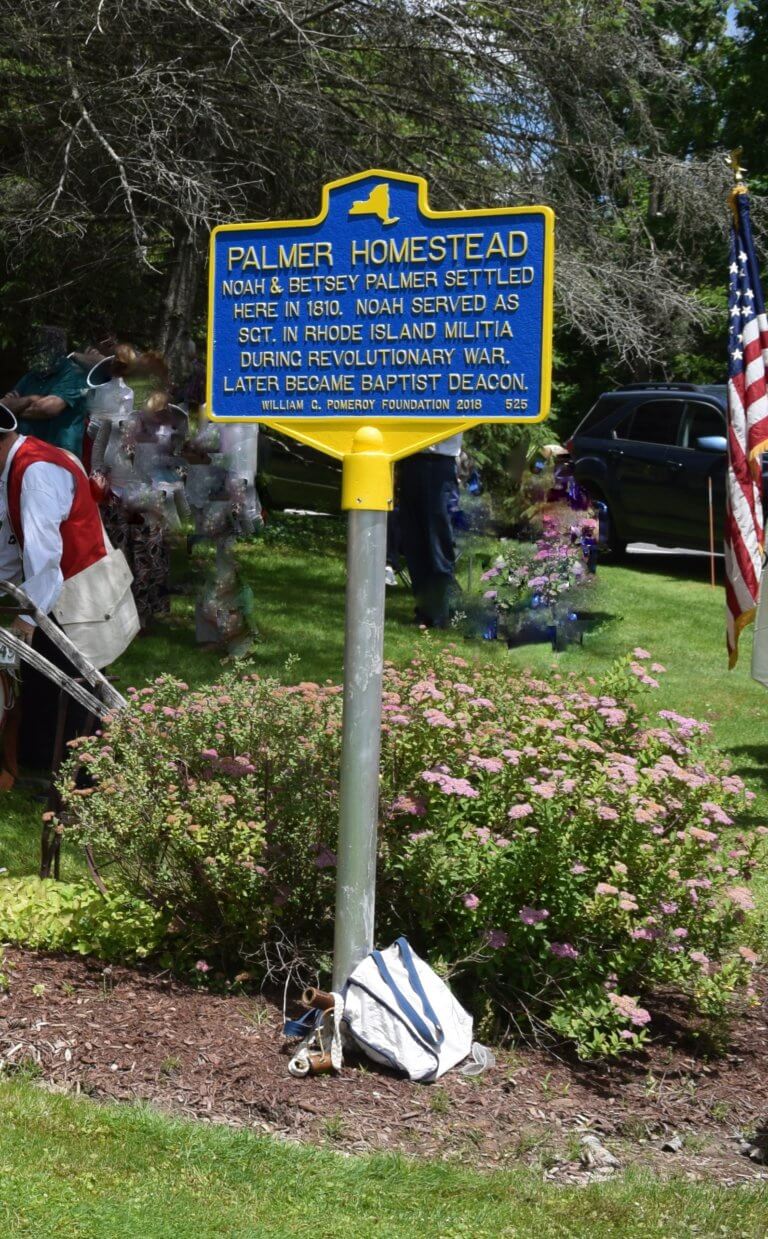 PALMER HOMESTEAD
NOAH & BETSEY PALMER SETTLED
HERE IN 1810. NOAH SERVED AS
SGT. IN RHODE ISLAND MILITIA
DURING REVOLUTIONARY WAR.
LATER BECAME BAPTIST DEACON.
WILLIAM G. POMEROY FOUNDATION 2018 525